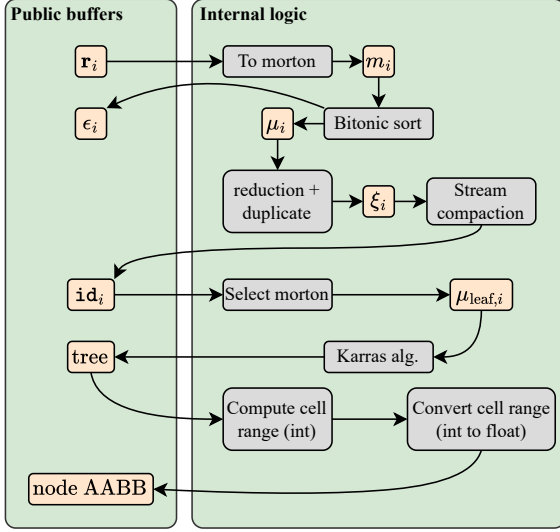 Public buffers
Internal logic
r_i
To morton
m_i
ϵ_i
μ_i
Bitonic sort
reduction +
duplicate
ξ_i
Stream
compaction
id_i
Select morton
μ_leaf,i
tree
Karras alg.
Compute cell
range (int)
Convert cell range
(int to float)
node AABB